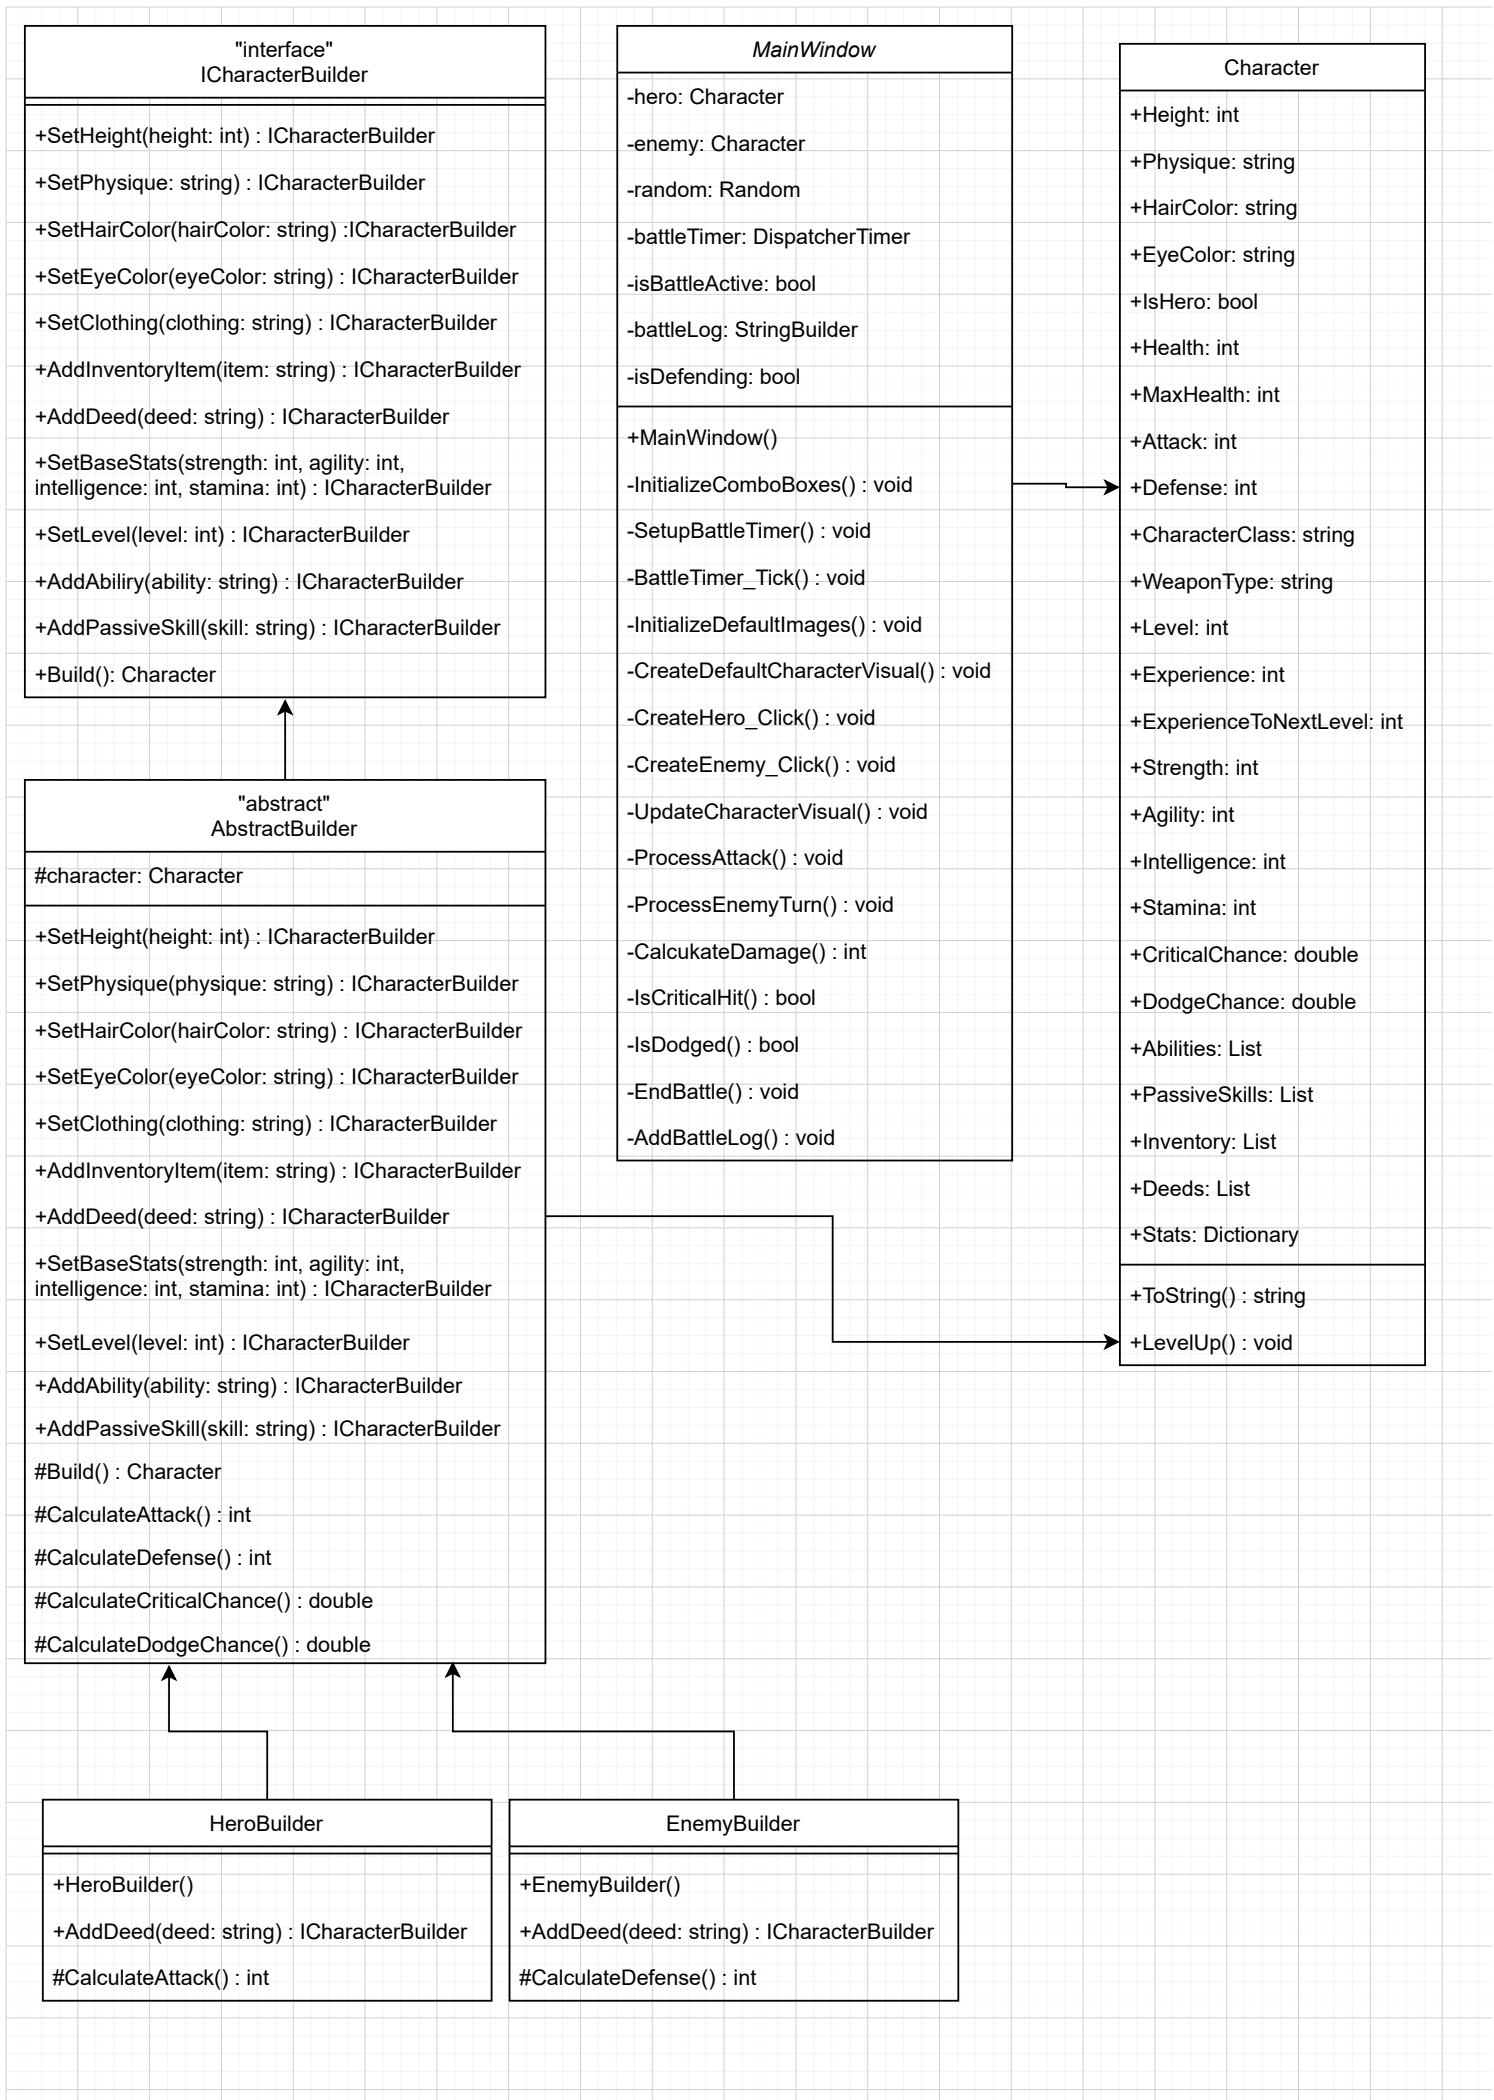 "interface"
ICharacterBuilder
+SetHeight(height: int) : ICharacterBuilder
+SetPhysique: string) : ICharacterBuilder
+SetHairColor(hairColor: string) :ICharacterBuilder
+SetEyeColor(eyeColor: string) : ICharacterBuilder
+SetClothing(clothing: string) : ICharacterBuilder
+AddInventoryItem(item: string) : ICharacterBuilder
+AddDeed(deed: string) : ICharacterBuilder
+SetBaseStats(strength: int, agility: int,
intelligence: int, stamina: int) : ICharacterBuilder
+SetLevel(level: int) : ICharacterBuilder
+AddAbiliry(ability: string) : ICharacterBuilder
+AddPassiveSkill(skill: string) : ICharacterBuilder
+Build(): Character
"abstract"
AbstractBuilder
#character: Character
+SetHeight(height: int) : ICharacterBuilder
+SetPhysique(physique: string) : ICharacterBuilder
+SetHairColor(hairColor: string) : ICharacterBuilder
+SetEyeColor(eyeColor: string) : ICharacterBuilder
+SetClothing(clothing: string) : ICharacterBuilder
+AddInventoryItem(item: string) : ICharacterBuilder
+AddDeed(deed: string) : ICharacterBuilder
+SetBaseStats(strength: int, agility: int,
intelligence: int, stamina: int) : ICharacterBuilder
+SetLevel(level: int) : ICharacterBuilder
+AddAbility(ability: string) : ICharacterBuilder
+AddPassiveSkill(skill: string) : ICharacterBuilder
#Build() : Character
#CalculateAttack() : int
#CalculateDefense() : int
#CalculateCriticalChance() : double
#CalculateDodgeChance() : double
HeroBuilder
+HeroBuilder()
+AddDeed(deed: string) : ICharacterBuilder
#CalculateAttack() : int
EnemyBuilder
+EnemyBuilder()
+AddDeed(deed: string) : ICharacterBuilder
#CalculateDefense() : int
MainWindow
-hero: Character
-enemy: Character
-random: Random
-battleTimer: DispatcherTimer
-isBattleActive: bool
-battleLog: StringBuilder
-isDefending: bool
+MainWindow()
-InitializeComboBoxes() : void
-SetupBattleTimer() : void
-BattleTimer_Tick() : void
-InitializeDefaultImages() : void
-CreateDefaultCharacterVisual() : void
-CreateHero_Click() : void
-CreateEnemy_Click() : void
-UpdateCharacterVisual() : void
-ProcessAttack() : void
-ProcessEnemyTurn() : void
-CalcukateDamage() : int
-IsCriticalHit() : bool
-IsDodged() : bool
-EndBattle() : void
-AddBattleLog() : void
Character
+Height: int
+Physique: string
+HairColor: string
+EyeColor: string
+IsHero: bool
+Health: int
+MaxHealth: int
+Attack: int
+Defense: int
+CharacterClass: string
+WeaponType: string
+Level: int
+Experience: int
+ExperienceToNextLevel: int
+Strength: int
+Agility: int
+Intelligence: int
+Stamina: int
+CriticalChance: double
+DodgeChance: double
+Abilities: List
+PassiveSkills: List
+Inventory: List
+Deeds: List
+Stats: Dictionary
+ToString() : string
+LevelUp() : void